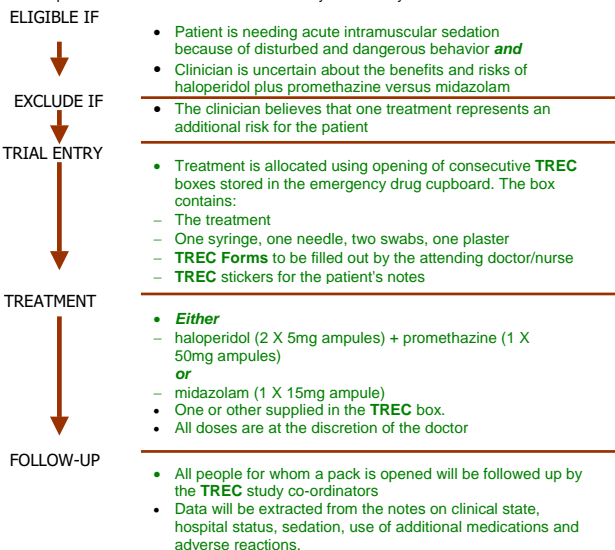 ELIGIBLE IF
• Patient is needing acute intramuscular sedation
because of disturbed and dangerous behavior and
• Clinician is uncertain about the benefits and risks of
haloperidol plus promethazine versus midazolam
EXCLUDE IF
• The clinician believes that one treatment represents an
additional risk for the patient
TRIAL ENTRY
• Treatment is allocated using opening of consecutive TREC
boxes stored in the emergency drug cupboard. The box
contains:
– The treatment
– One syringe, one needle, two swabs, one plaster
– TREC Forms to be filled out by the attending doctor/nurse
– TREC stickers for the patient's notes
TREATMENT
• Either
– haloperidol (2 X 5mg ampules) + promethazine (1 X
50mg ampules)
or
– midazolam (1 X 15mg ampule)
• One or other supplied in the TREC box.
• All doses are at the discretion of the doctor
FOLLOW-UP
• All people for whom a pack is opened will be followed up by
the TREC study co-ordinators
• Data will be extracted from the notes on clinical state,
hospital status, sedation, use of additional medications and
adverse reactions.